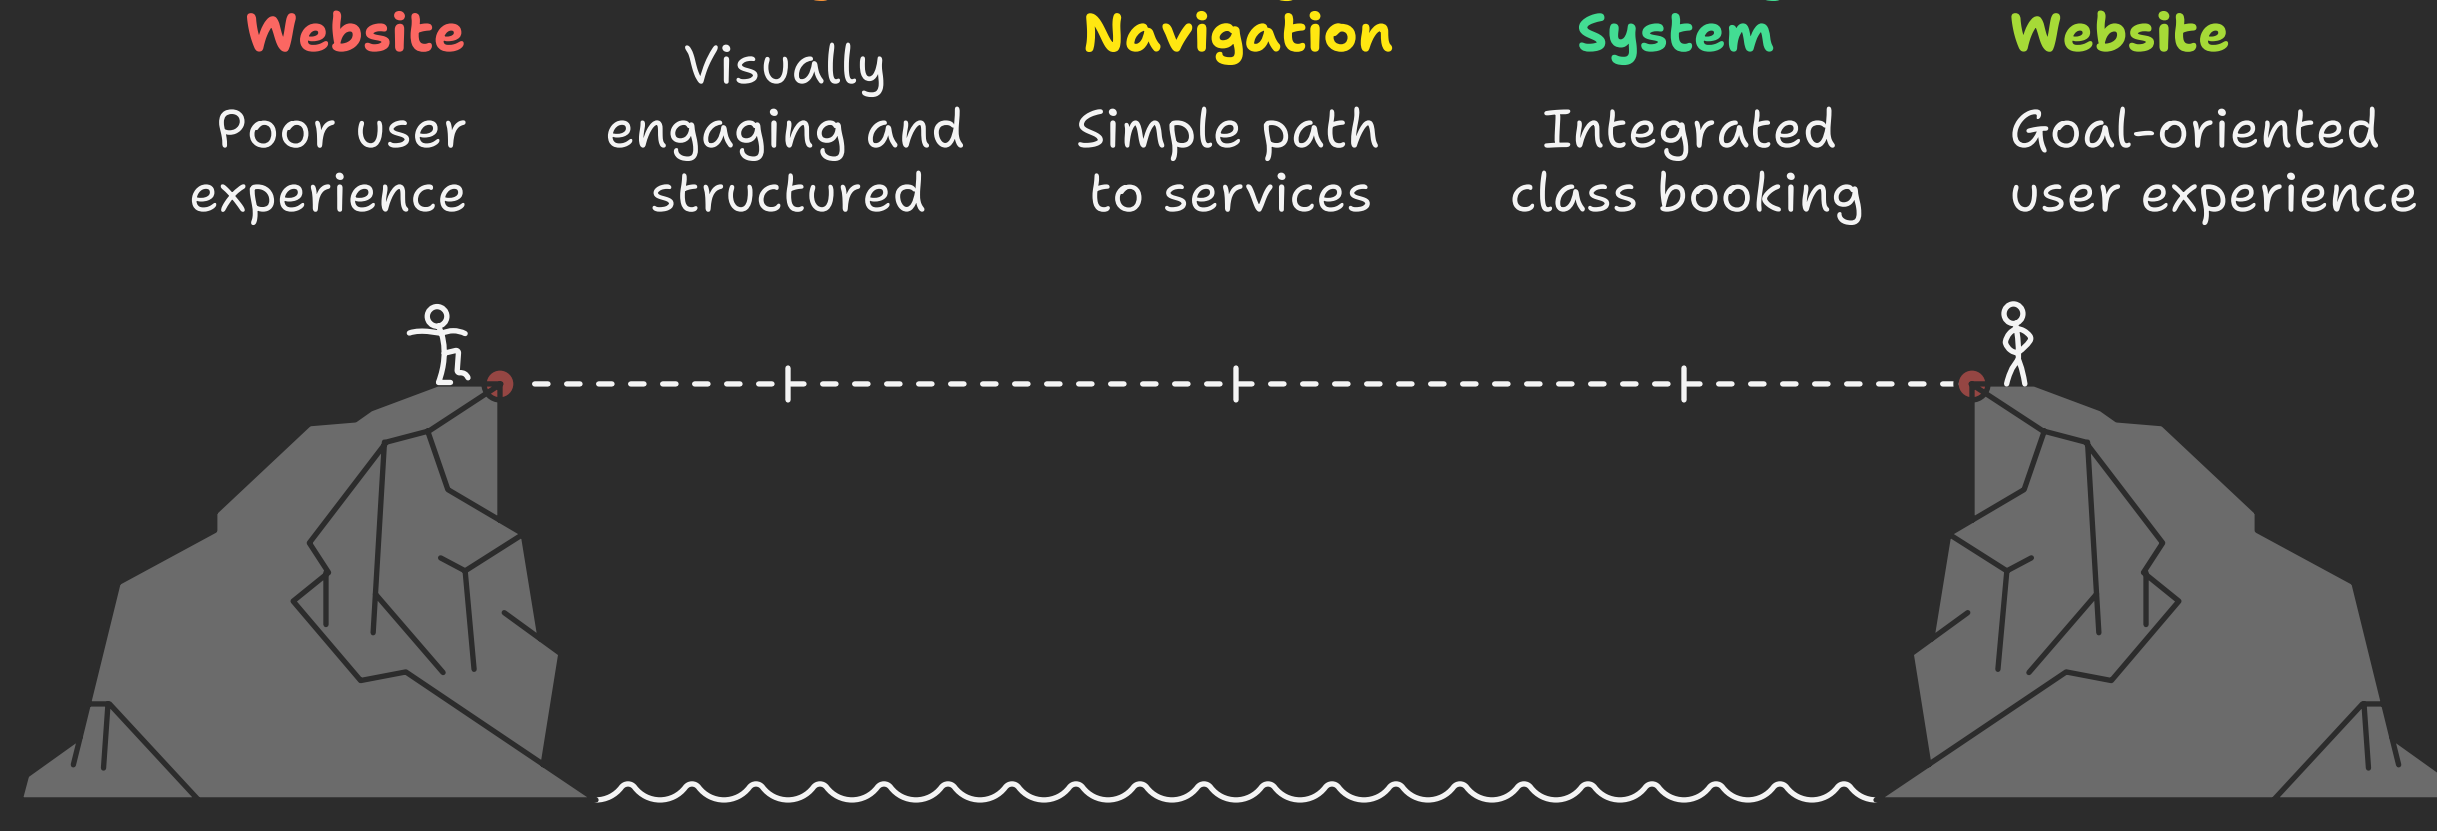 Website
Poor user
experience
Visually
engaging and
structured
Navigation
Simple path
to services
System
Integrated
class booking
Website
Goal-oriented
user experience